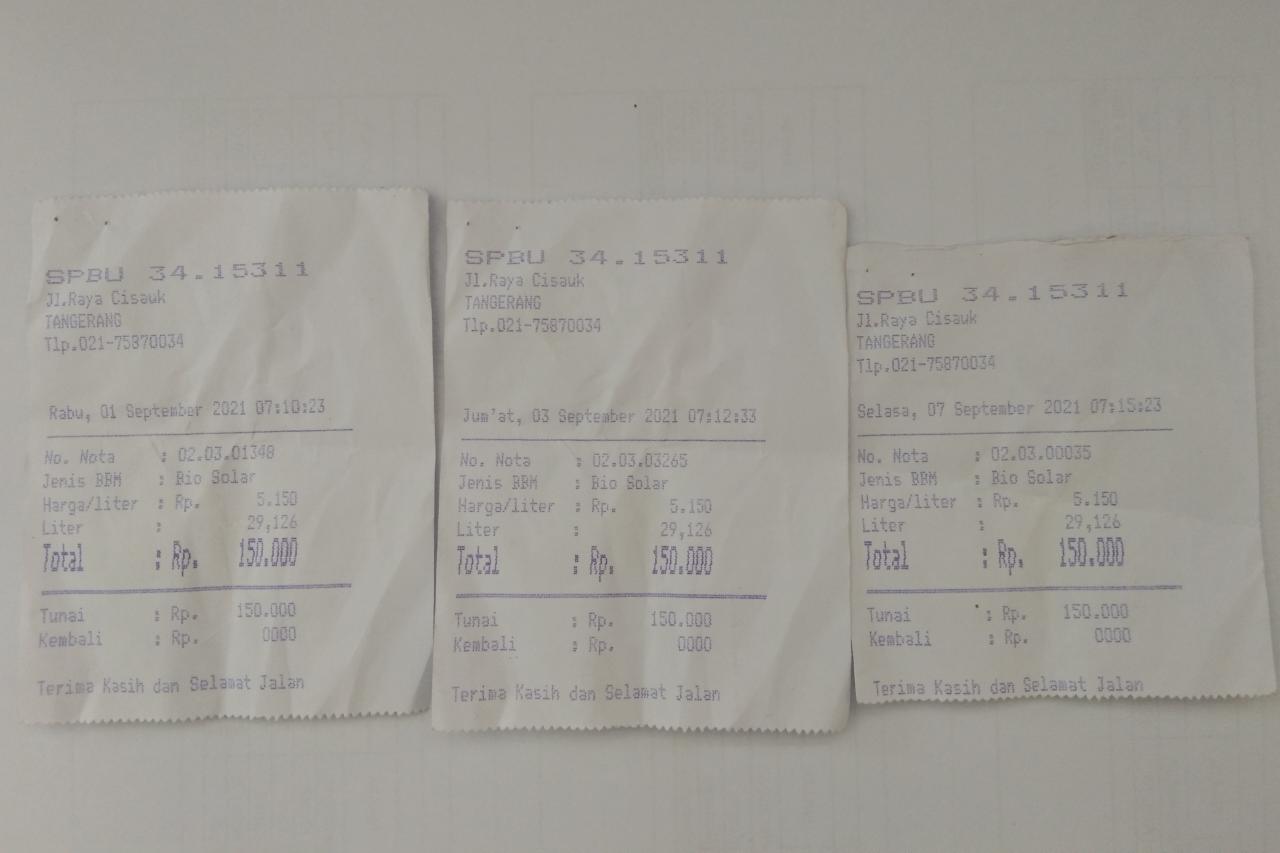 SPBU 34.15311
Jl.Raya Cisauk
TANGERANG
Tlp.021-75870034
Rabu, 01 September 2021 07:10:23
No. Nota : 02.03.01348
Jenis BBM : Bio Solar
Harga/liter : Rp. 5.150
Liter : 29,126
Total : Rp. 150.000
Tunai : Rp. 150.000
Kembali : Rp. 0000
Terima Kasih dan Selamat Jalan
SPBU 34.15311
Jl.Raya Cisauk
TANGERANG
Tlp.021-75870034
Jum'at, 03 September 2021 07:12:33
No. Nota : 02.03.03265
Jenis BBM : Bio Solar
Harga/liter : Rp. 5.150
Liter : 29,126
Total : Rp. 150.000
Tunai : Rp. 150.000
Kembali : Rp. 0000
Terima Kasih dan Selamat Jalan
SPBU 34.15311
Jl.Raya Cisauk
TANGERANG
Tlp.021-75870034
Selasa, 07 September 2021 07:15:23
No. Nota : 02.03.00035
Jenis BBM : Bio Solar
Harga/liter : Rp. 5.150
Liter : 29,126
Total : Rp. 150.000
Tunai : Rp. 150.000
Kembali : Rp. 0000
Terima Kasih dan Selamat Jalan